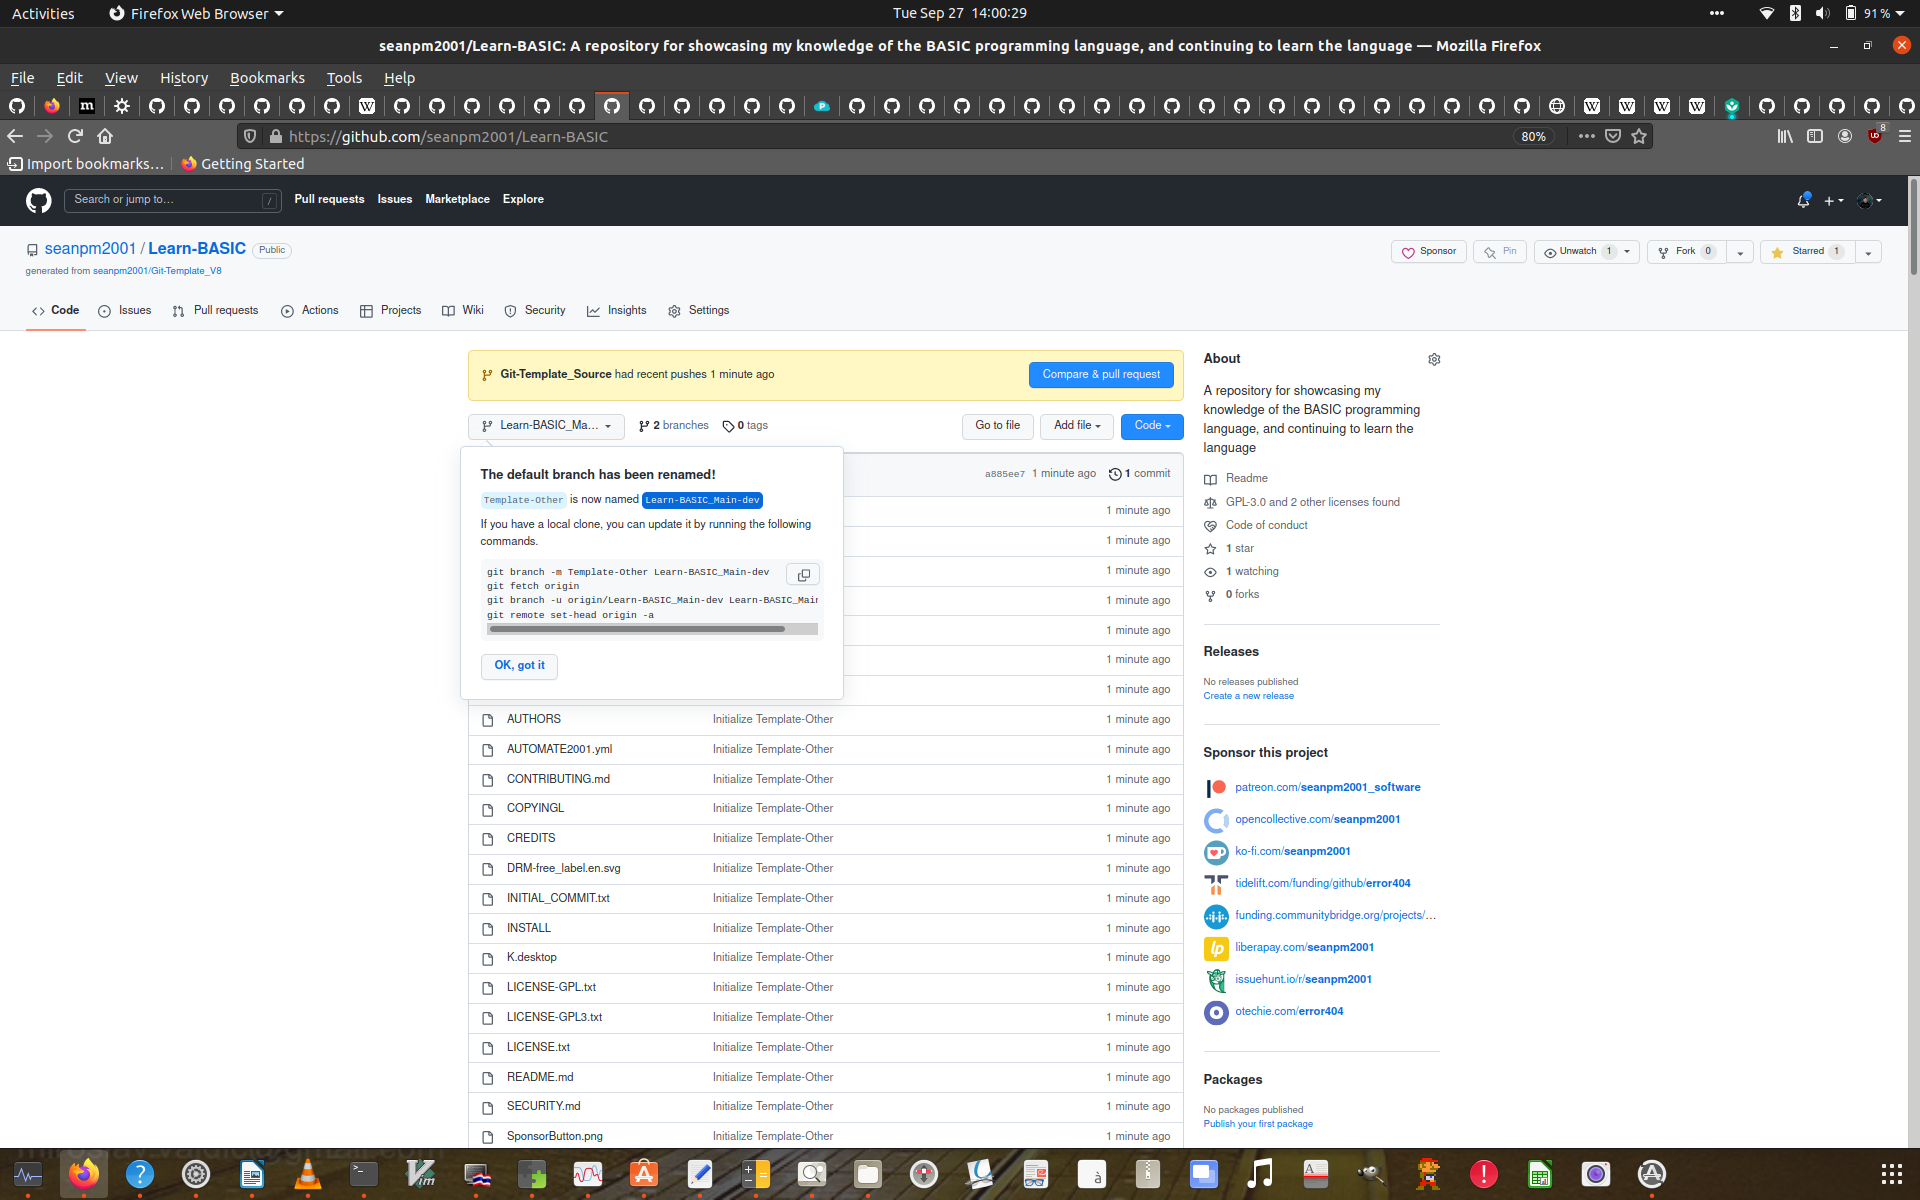 Activities
Firefox Web Browser
Tue Sep 27 14:00:29
91 %
seanpm2001/Learn-BASIC: A repository for showcasing my knowledge of the BASIC programming language, and continuing to learn the language — Mozilla Firefox
File Edit View History Bookmarks Tools Help
https://github.com/seanpm2001/Learn-BASIC
80%
8
Import bookmarks…
Getting Started
Search or jump to…
/
Pull requests
Issues
Marketplace
Explore
seanpm2001 / Learn-BASIC
Public
generated from seanpm2001/Git-Template_V8
Sponsor
Pin
Unwatch 1
Fork 0
Starred 1
Code
Issues
Pull requests
Actions
Projects
Wiki
Security
Insights
Settings
Git-Template_Source had recent pushes 1 minute ago
Compare & pull request
Learn-BASIC_Ma…
2 branches
0 tags
Go to file
Add file
Code
The default branch has been renamed!
Template-Other is now named Learn-BASIC_Main-dev
If you have a local clone, you can update it by running the following
commands.
git branch -m Template-Other Learn-BASIC_Main-dev
git fetch origin
git branch -u origin/Learn-BASIC_Main-dev Learn-BASIC_Main
git remote set-head origin -a
OK, got it
a885ee7 1 minute ago
1 commit
1 minute ago
1 minute ago
1 minute ago
1 minute ago
1 minute ago
1 minute ago
1 minute ago
AUTHORS Initialize Template-Other 1 minute ago
AUTOMATE2001.yml Initialize Template-Other 1 minute ago
CONTRIBUTING.md Initialize Template-Other 1 minute ago
COPYINGL Initialize Template-Other 1 minute ago
CREDITS Initialize Template-Other 1 minute ago
DRM-free_label.en.svg Initialize Template-Other 1 minute ago
INITIAL_COMMIT.txt Initialize Template-Other 1 minute ago
INSTALL Initialize Template-Other 1 minute ago
K.desktop Initialize Template-Other 1 minute ago
LICENSE-GPL.txt Initialize Template-Other 1 minute ago
LICENSE-GPL3.txt Initialize Template-Other 1 minute ago
LICENSE.txt Initialize Template-Other 1 minute ago
README.md Initialize Template-Other 1 minute ago
SECURITY.md Initialize Template-Other 1 minute ago
SponsorButton.png Initialize Template-Other 1 minute ago
About
A repository for showcasing my
knowledge of the BASIC programming
language, and continuing to learn the
language
Readme
GPL-3.0 and 2 other licenses found
Code of conduct
1 star
1 watching
0 forks
Releases
No releases published
Create a new release
Sponsor this project
patreon.com/seanpm2001_software
opencollective.com/seanpm2001
ko-fi.com/seanpm2001
tidelift.com/funding/github/error404
funding.communitybridge.org/projects/…
liberapay.com/seanpm2001
issuehunt.io/r/seanpm2001
otechie.com/error404
Packages
No packages published
Publish your first package